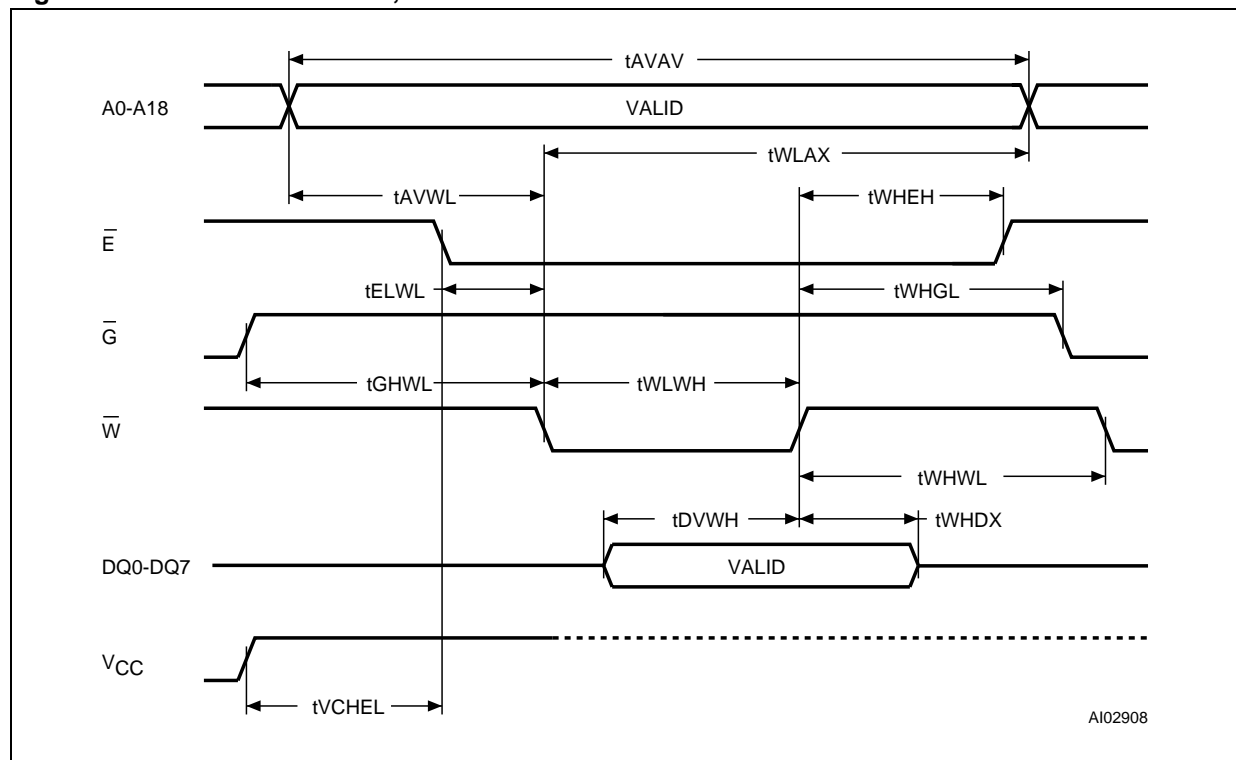 tAVAV
A0-A18
VALID
tWLAX
tAVWL
tWHEH
E
tELWL
tWHGL
G
tGHWL
tWLWH
W
tWHWL
tDVWH
tWHDX
DQ0-DQ7
VALID
VCC
tVCHEL
AI02908